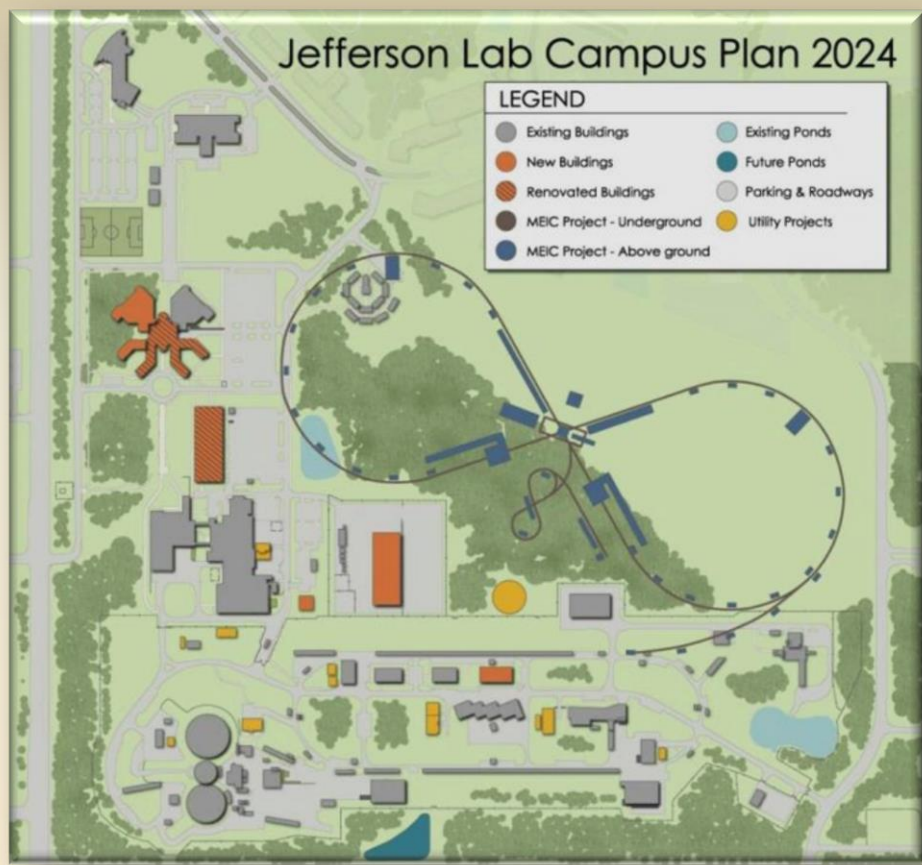 Jefferson Lab Campus Plan 2024
LEGEND
Existing Buildings
New Buildings
Renovated Buildings
MEIC Project - Underground
MEIC Project - Above ground
Existing Ponds
Future Ponds
Parking & Roadways
Utility Projects